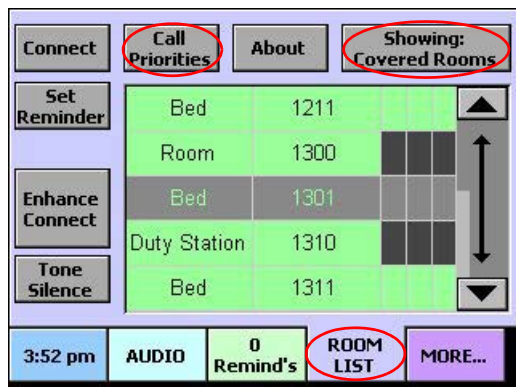 Connect
Call
Priorities
About
Showing:
Covered Rooms
Set
Reminder
Bed 1211
Room 1300
Enhance
Connect
Bed 1301
Duty Station 1310
Tone
Silence
Bed 1311
3:52 pm
AUDIO
0
Remind's
ROOM
LIST
MORE...